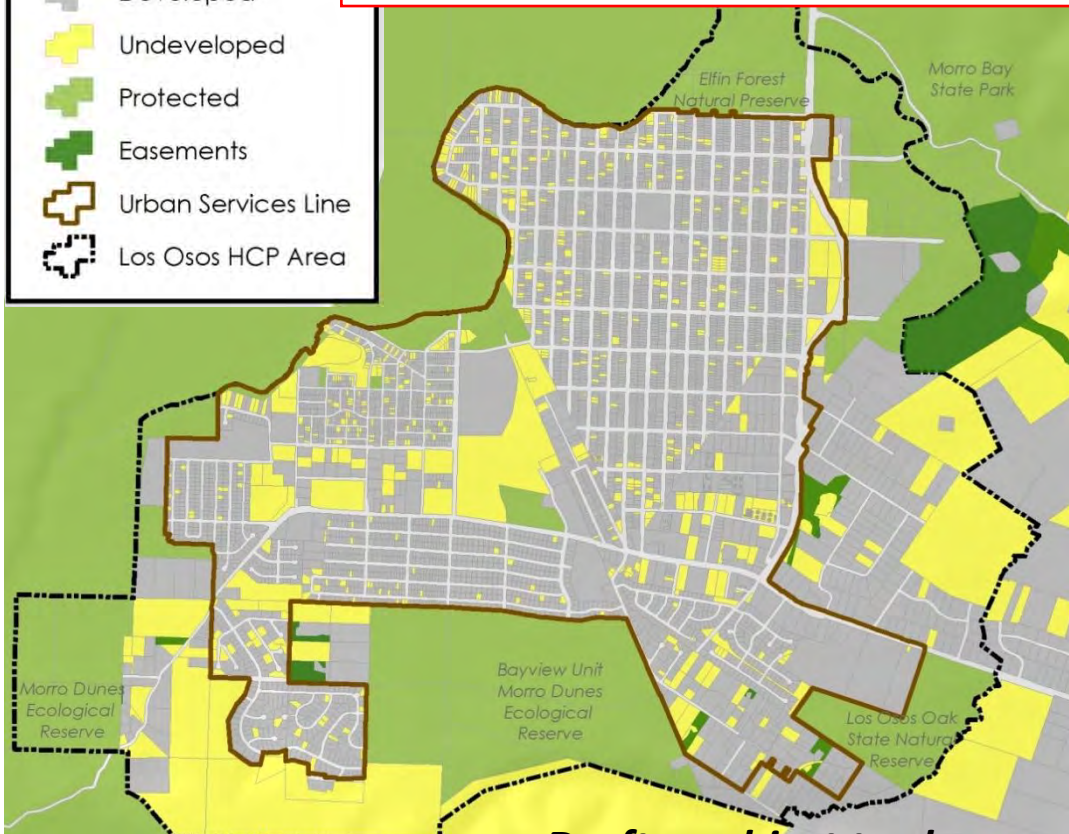 Developed
Undeveloped
Protected
Easements
Urban Services Line
Los Osos HCP Area
Elfin Forest
Natural Preserve
Morro Bay
State Park
Morro Dunes
Ecological
Reserve
Bayview Unit
Morro Dunes
Ecological
Reserve
Los Osos Oak
State Natural
Reserve